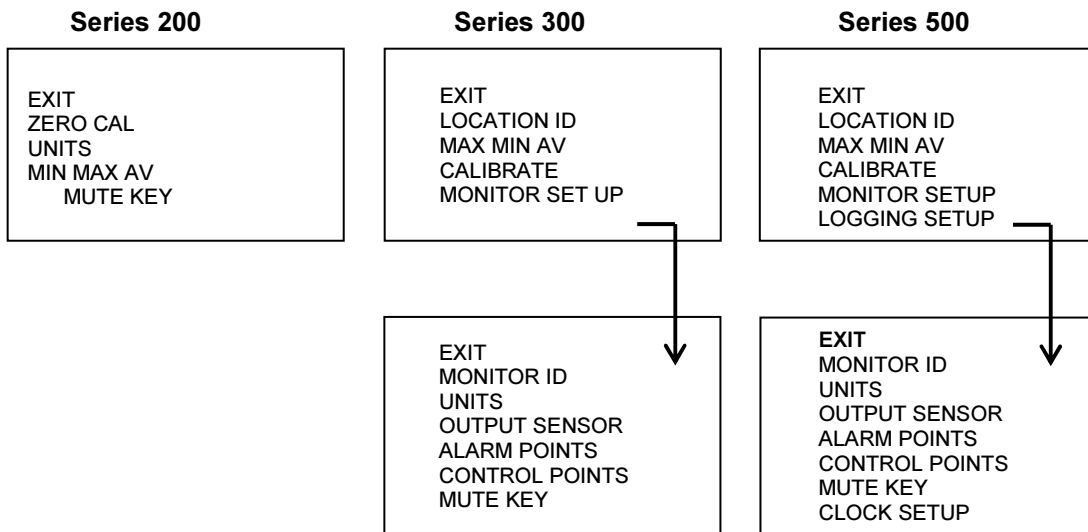 Series 200
EXIT
ZERO CAL
UNITS
MIN MAX AV
MUTE KEY
Series 300
EXIT
LOCATION ID
MAX MIN AV
CALIBRATE
MONITOR SET UP
EXIT
MONITOR ID
UNITS
OUTPUT SENSOR
ALARM POINTS
CONTROL POINTS
MUTE KEY
Series 500
EXIT
LOCATION ID
MAX MIN AV
CALIBRATE
MONITOR SETUP
LOGGING SETUP
EXIT
MONITOR ID
UNITS
OUTPUT SENSOR
ALARM POINTS
CONTROL POINTS
MUTE KEY
CLOCK SETUP